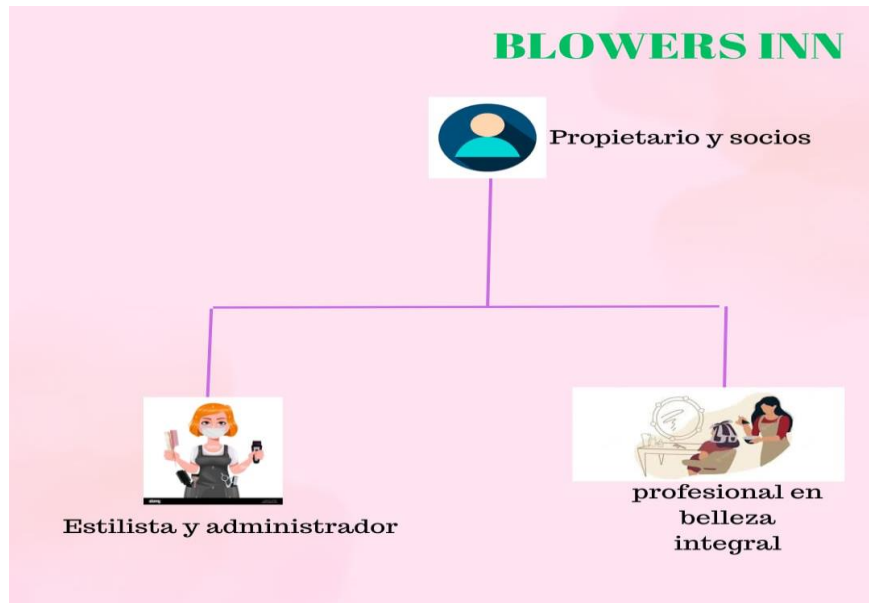 BLOWERS INN
Propietario y socios
Estilista y administrador
profesional en
belleza
integral